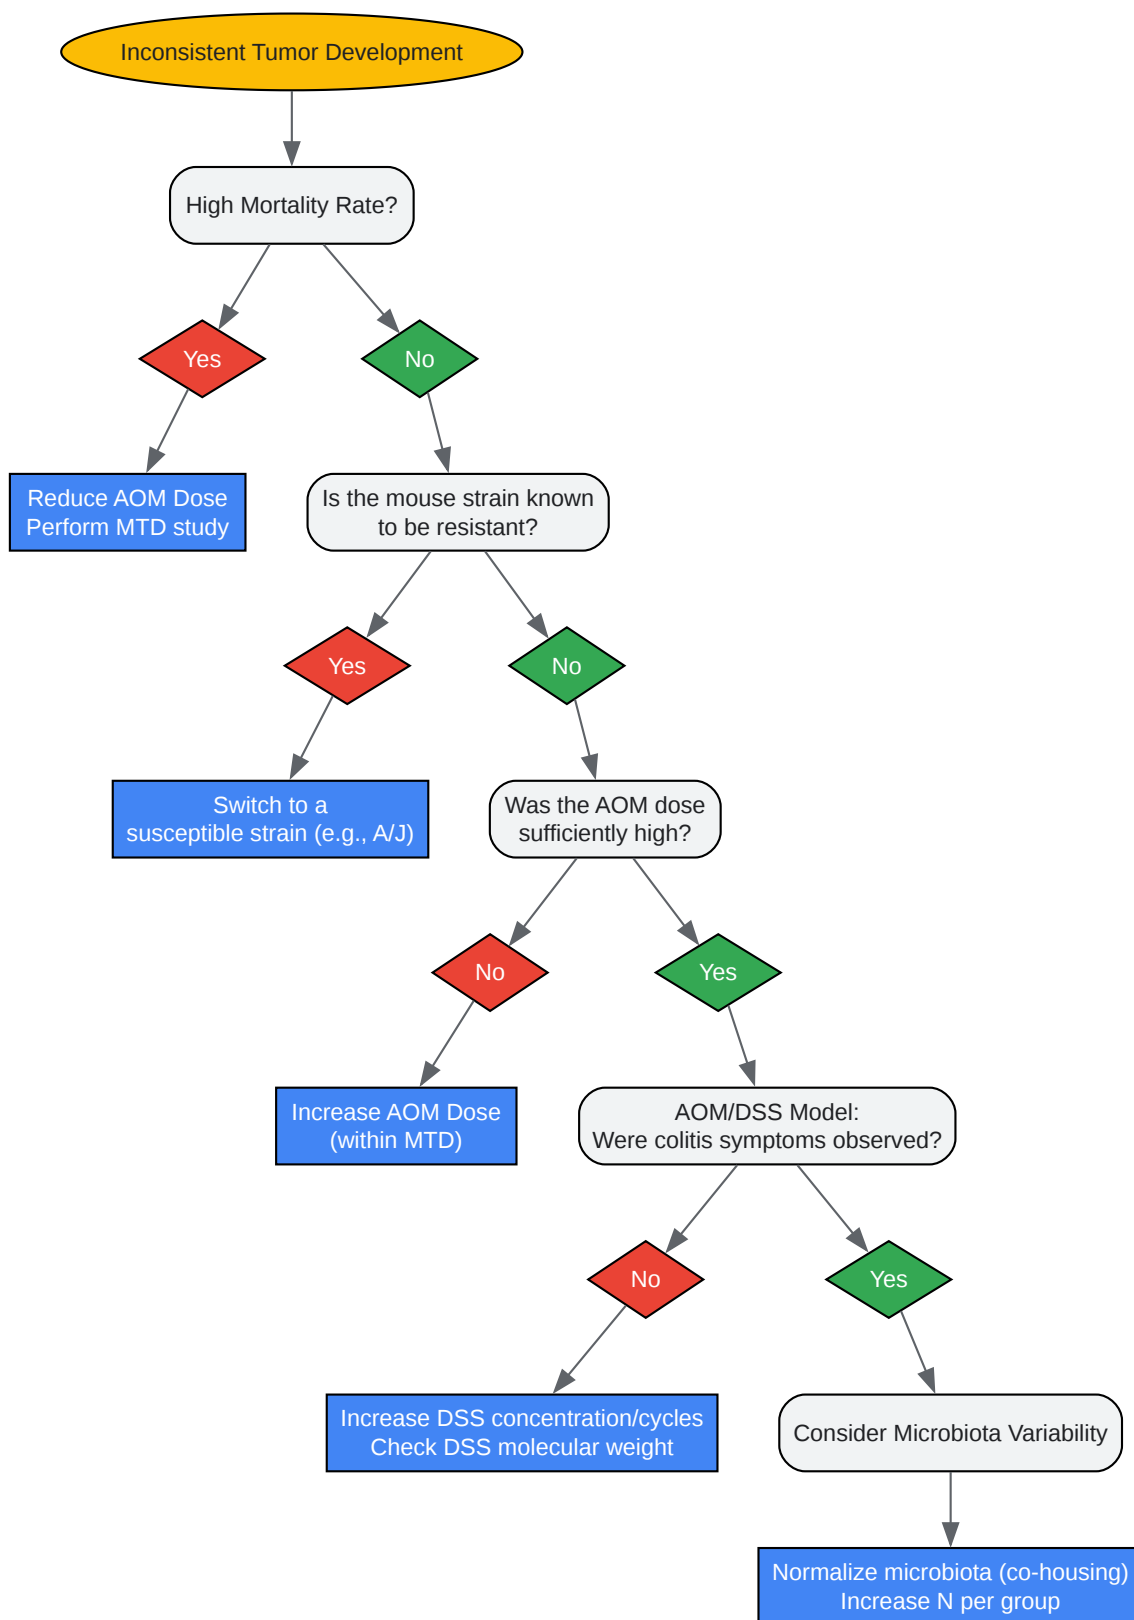 Inconsistent Tumor Development
High Mortality Rate?
Yes
No
Reduce AOM Dose
Perform MTD study
Is the mouse strain known
to be resistant?
Yes
No
Switch to a
susceptible strain (e.g., A/J)
Was the AOM dose
sufficiently high?
No
Yes
Increase AOM Dose
(within MTD)
AOM/DSS Model:
Were colitis symptoms observed?
No
Yes
Increase DSS concentration/cycles
Check DSS molecular weight
Consider Microbiota Variability
Normalize microbiota (co-housing)
Increase N per group